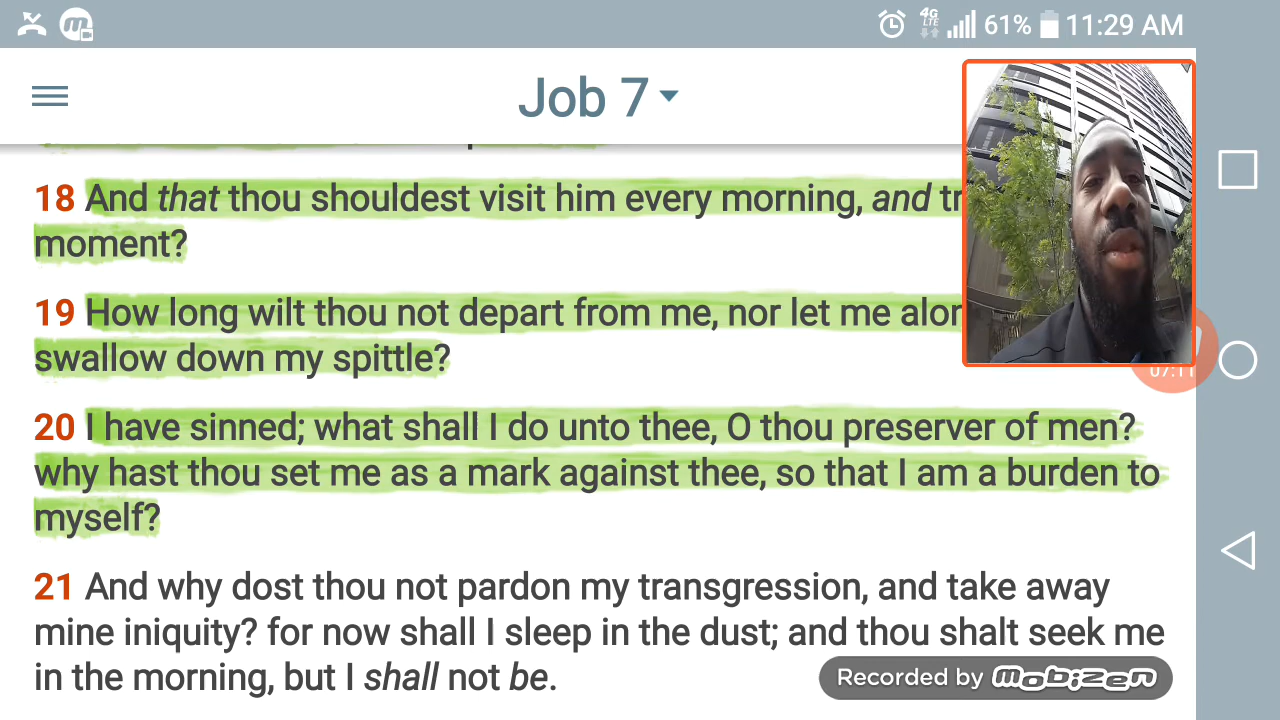 4G
LTE
61%
11:29 AM
Job 7
18 And that thou shouldest visit him every morning, and
moment?
19 How long wilt thou not depart from me, nor let me
swallow down my spittle?
20 I have sinned; what shall I do unto thee, O thou preserver of men?
why hast thou set me as a mark against thee, so that I am a burden to
myself?
21 And why dost thou not pardon my transgression, and take away
mine iniquity? for now shall I sleep in the dust; and thou shalt seek me
in the morning, but I shall not be.
07:11
Recorded by mobizen